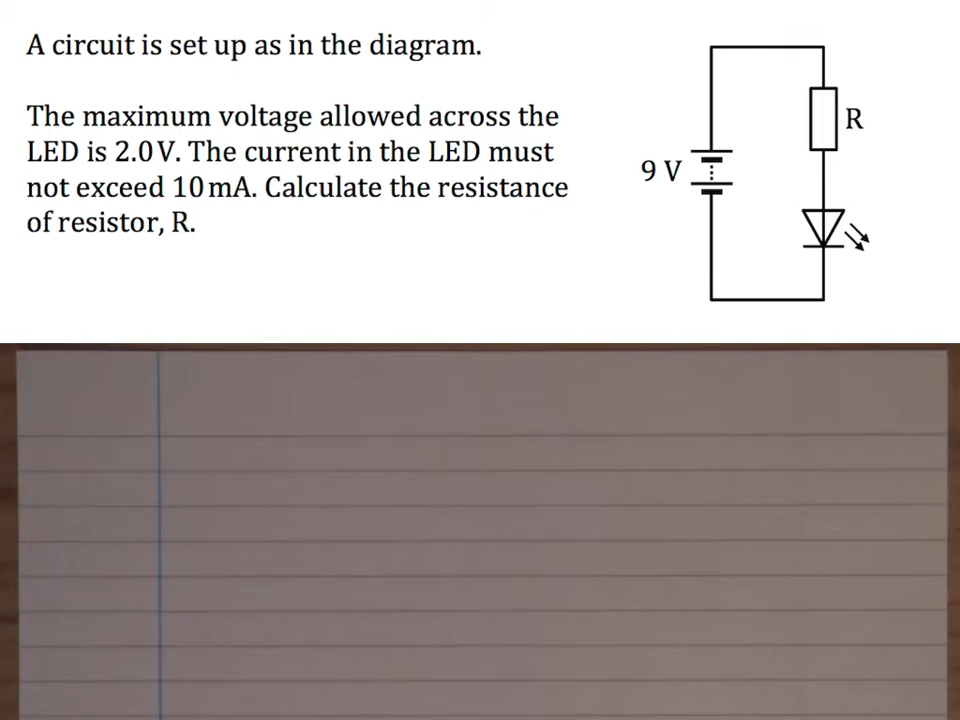 A circuit is set up as in the diagram.
The maximum voltage allowed across the
LED is 2.0 V. The current in the LED must
not exceed 10 mA. Calculate the resistance
of resistor, R.
R
9 V